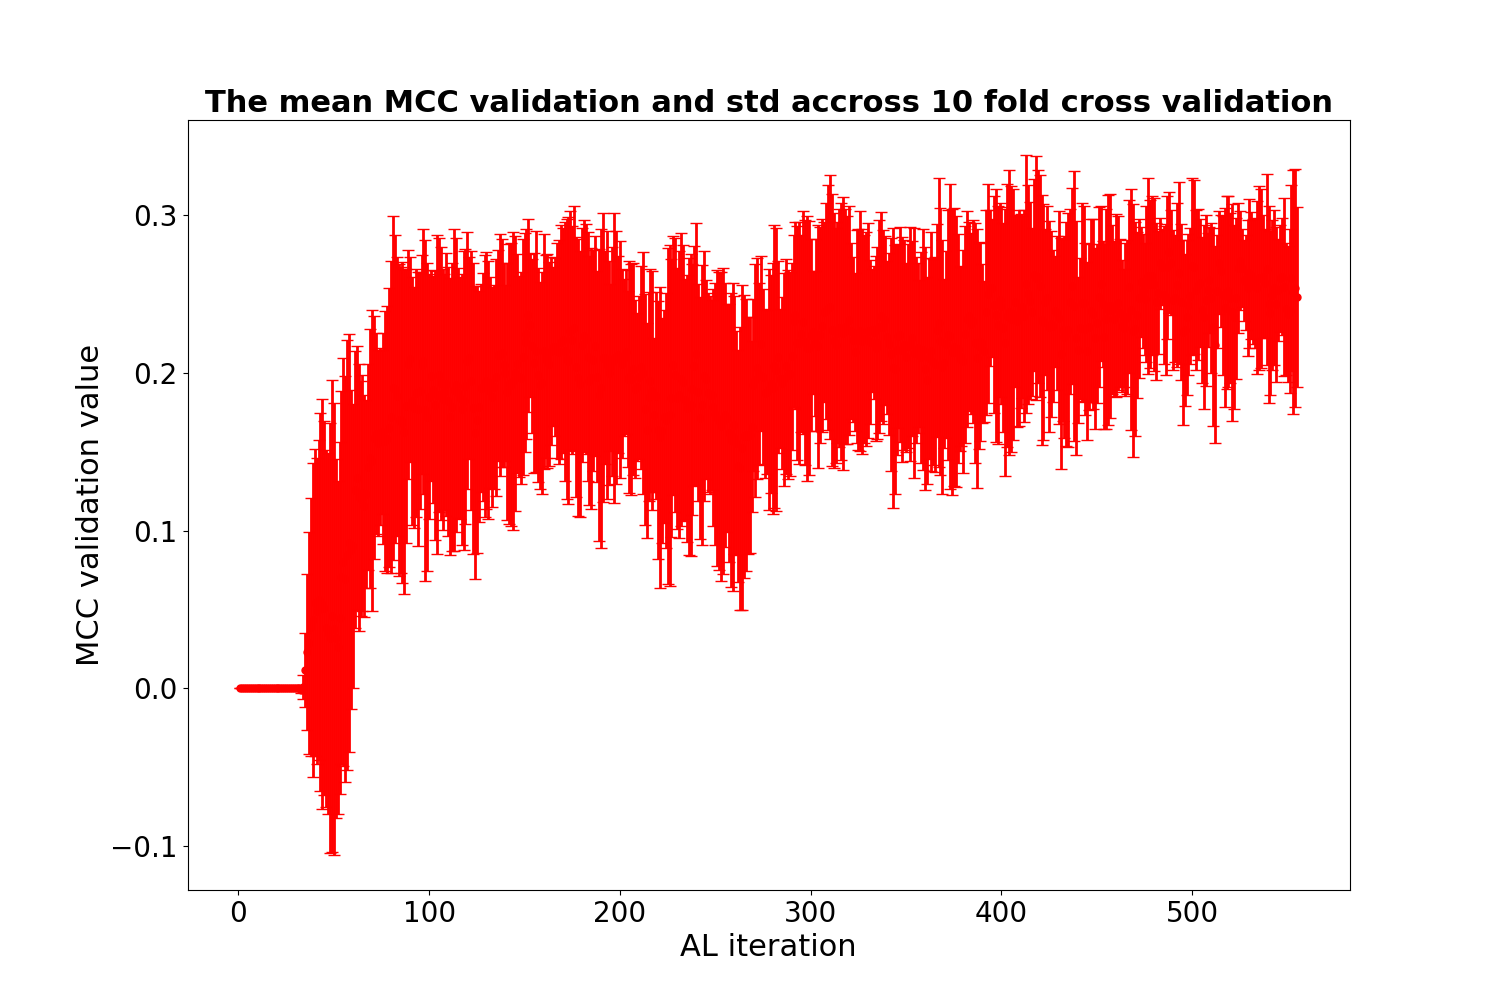 The mean MCC validation and std accross 10 fold cross validation
MCC validation value
0.3
0.2
0.1
0.0
−0.1
0 100 200 300 400 500
AL iteration